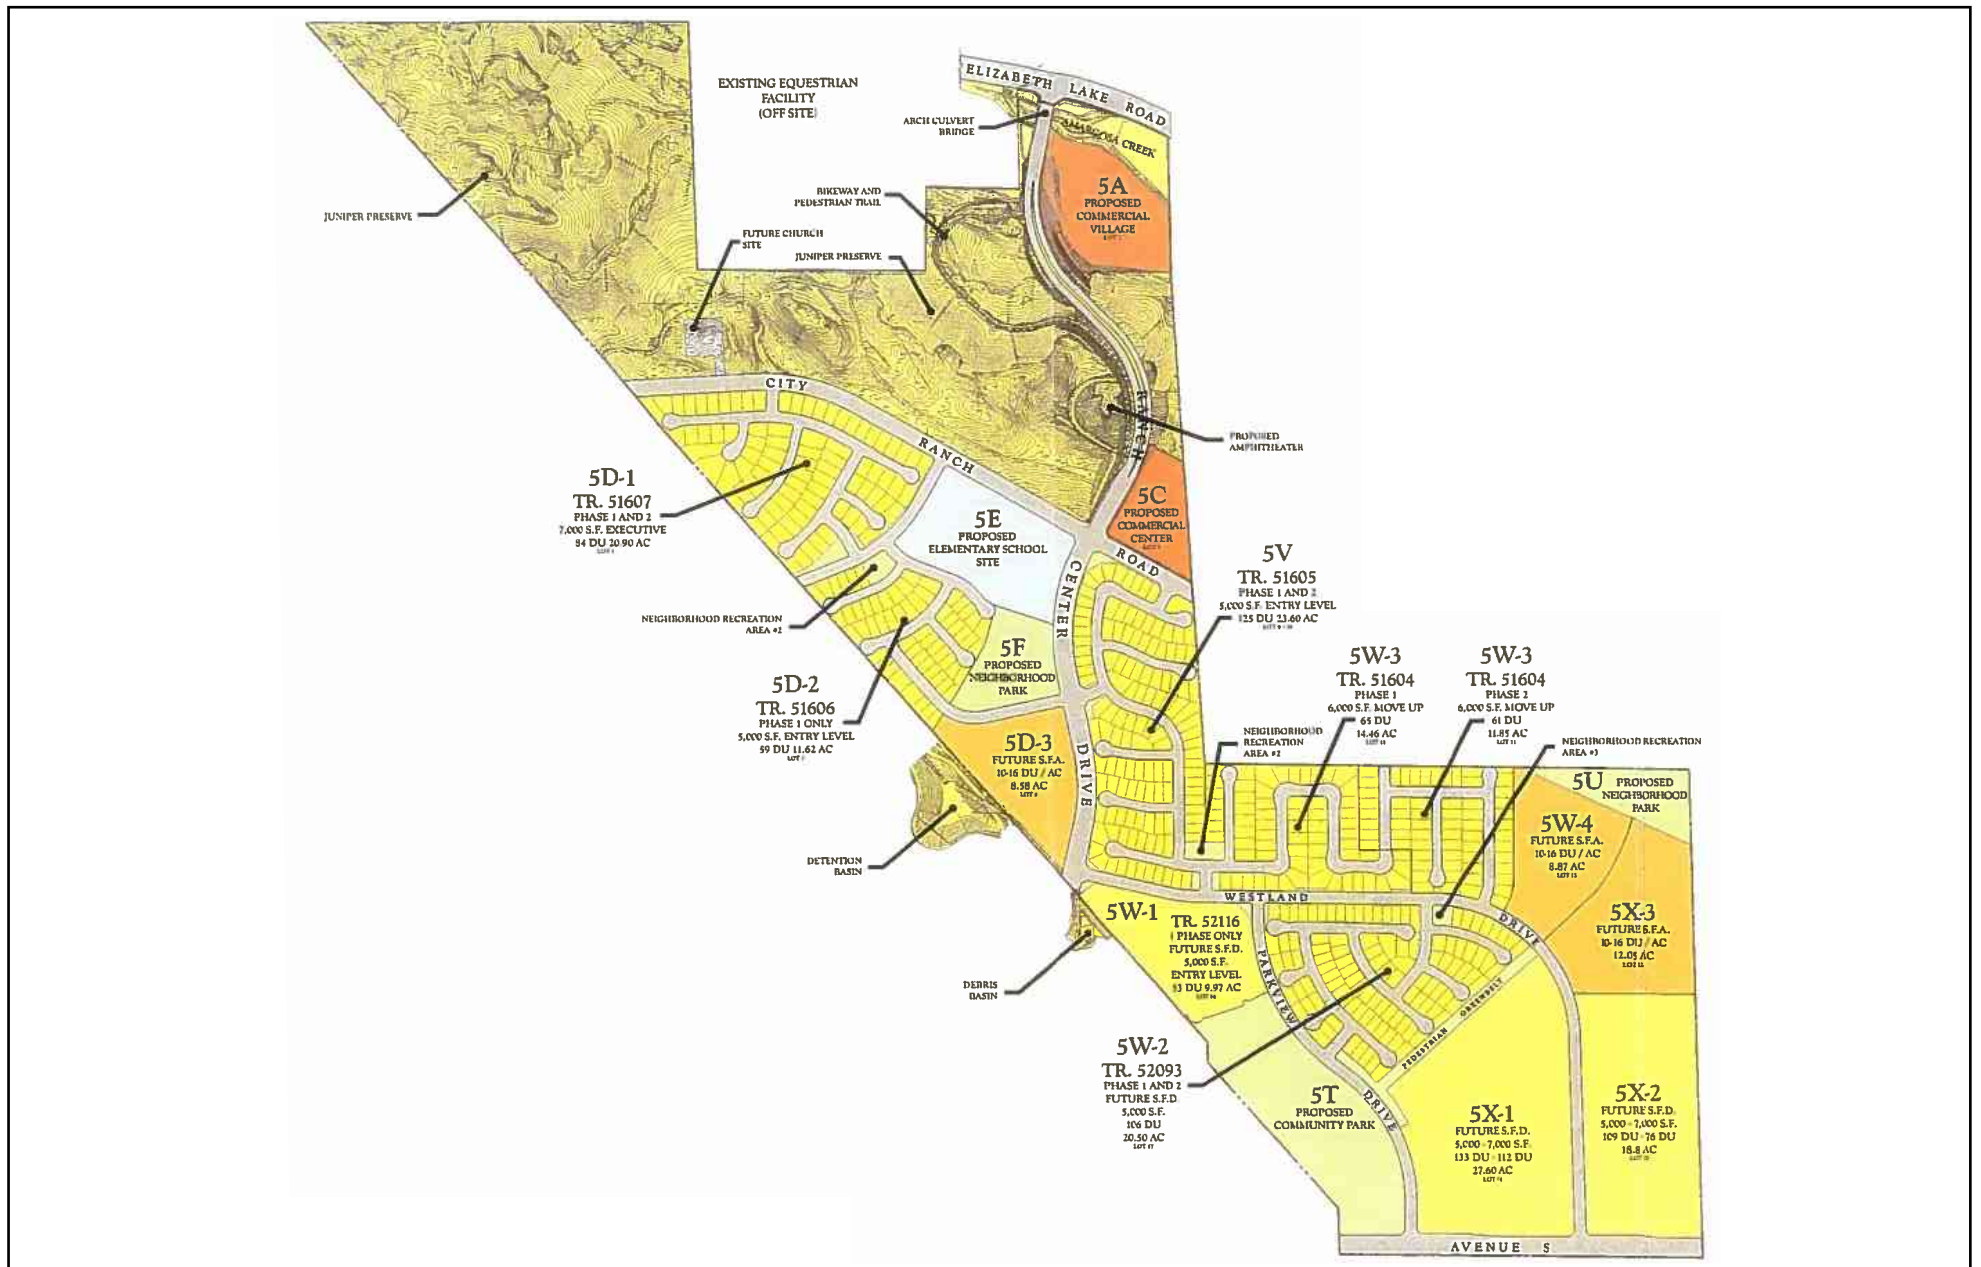 EXISTING EQUESTRIAN
FACILITY
(OFF SITE)
ELIZABETH LAKE ROAD
ARCH CULVERT
BRIDGE
AMARGOSA CREEK
5A
PROPOSED
COMMERCIAL
VILLAGE
BIKEWAY AND
PEDESTRIAN TRAIL
JUNIPER PRESERVE
FUTURE CHURCH
SITE
JUNIPER PRESERVE
CITY
RANCH
ROAD
RANCH
CENTER
DRIVE
PROPOSED
AMPHITHEATER
5C
PROPOSED
COMMERCIAL
CENTER
5D-1
TR. 51607
PHASE 1 AND 2
7,000 S.F. EXECUTIVE
84 DU 20.90 AC
5E
PROPOSED
ELEMENTARY SCHOOL
SITE
5V
TR. 51605
PHASE 1 AND 2
5,000 S.F. ENTRY LEVEL
125 DU 23.60 AC
NEIGHBORHOOD RECREATION
AREA
5F
PROPOSED
NEIGHBORHOOD
PARK
5D-2
TR. 51606
PHASE 1 ONLY
5,000 S.F. ENTRY LEVEL
59 DU 11.62 AC
5W-3
TR. 51604
PHASE 1
6,000 S.F. MOVE UP
65 DU
14.46 AC
5W-3
TR. 51604
PHASE 2
6,000 S.F. MOVE UP
61 DU
11.85 AC
NEIGHBORHOOD
RECREATION
AREA #2
NEIGHBORHOOD RECREATION
AREA #3
5D-3
FUTURE S.F.A.
10-16 DU / AC
8.58 AC
5U PROPOSED
NEIGHBORHOOD
PARK
5W-4
FUTURE S.F.A.
10-16 DU / AC
8.87 AC
LOT 13
DETENTION
BASIN
WESTLAND
DRIVE
5W-1
TR. 52116
1 PHASE ONLY
FUTURE S.F.D.
5,000 S.F.
ENTRY LEVEL
53 DU 9.97 AC
5X-3
FUTURE S.F.A.
10-16 DU / AC
12.05 AC
DEBRIS
BASIN
PARKVIEW
DRIVE
PEDESTRIAN GREENBELT
5W-2
TR. 52093
PHASE 1 AND 2
FUTURE S.F.D
5,000 S.F.
106 DU
20.50 AC
LOT 17
5T
PROPOSED
COMMUNITY PARK
5X-1
FUTURE S.F.D.
5,000 - 7,000 S.F.
133 DU - 112 DU
27.60 AC
5X-2
FUTURE S.F.D.
5,000 - 7,000 S.F.
109 DU - 76 DU
18.8 AC
AVENUE S